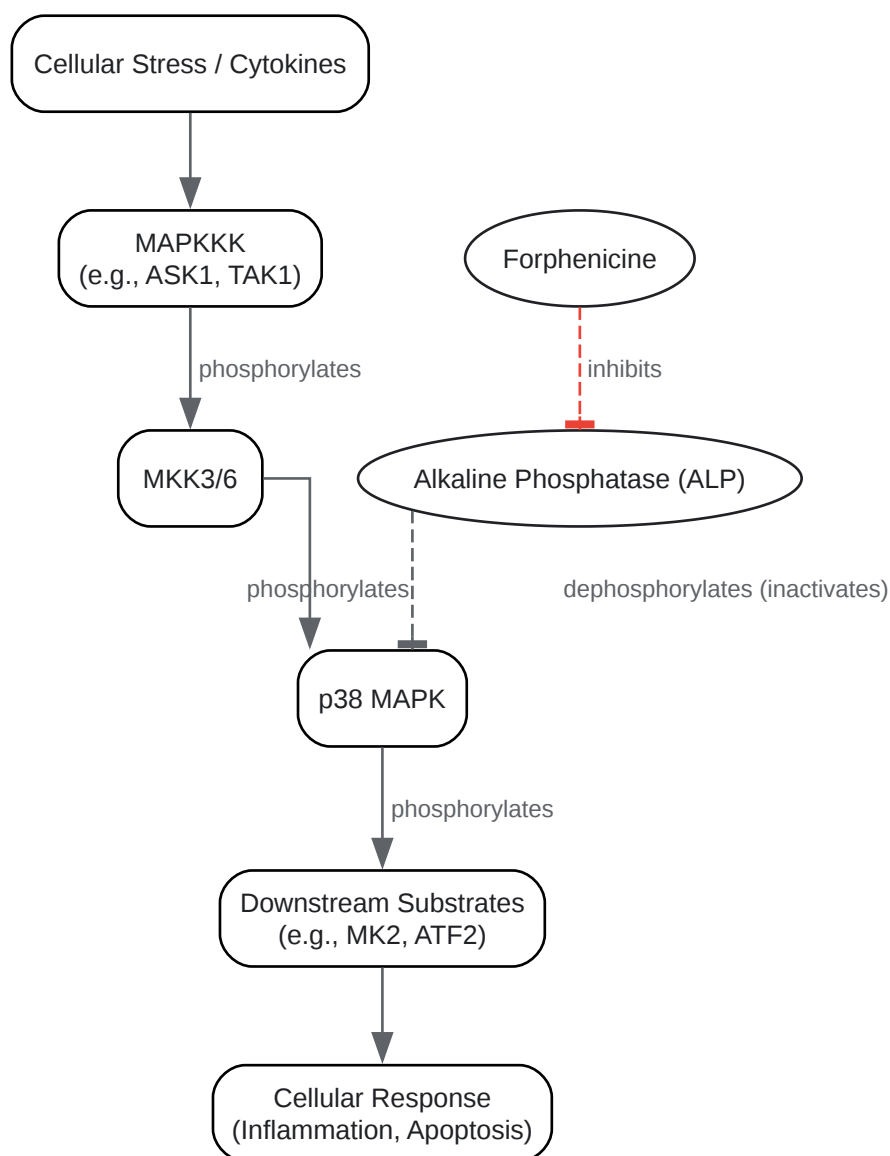 Cellular Stress / Cytokines
MAPKKK
(e.g., ASK1, TAK1)
Forphenicine
phosphorylates
inhibits
MKK3/6
Alkaline Phosphatase (ALP)
phosphorylates
dephosphorylates (inactivates)
p38 MAPK
phosphorylates
Downstream Substrates
(e.g., MK2, ATF2)
Cellular Response
(Inflammation, Apoptosis)